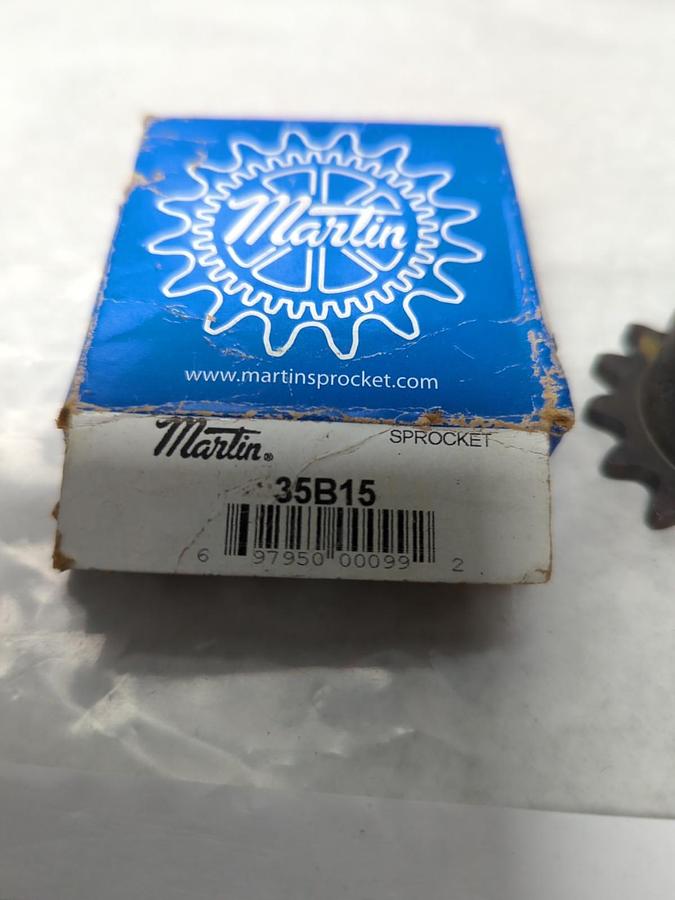 Martin
www.martinsprocket.com
Martin® SPROCKET
35B15
6 97950 00099 2